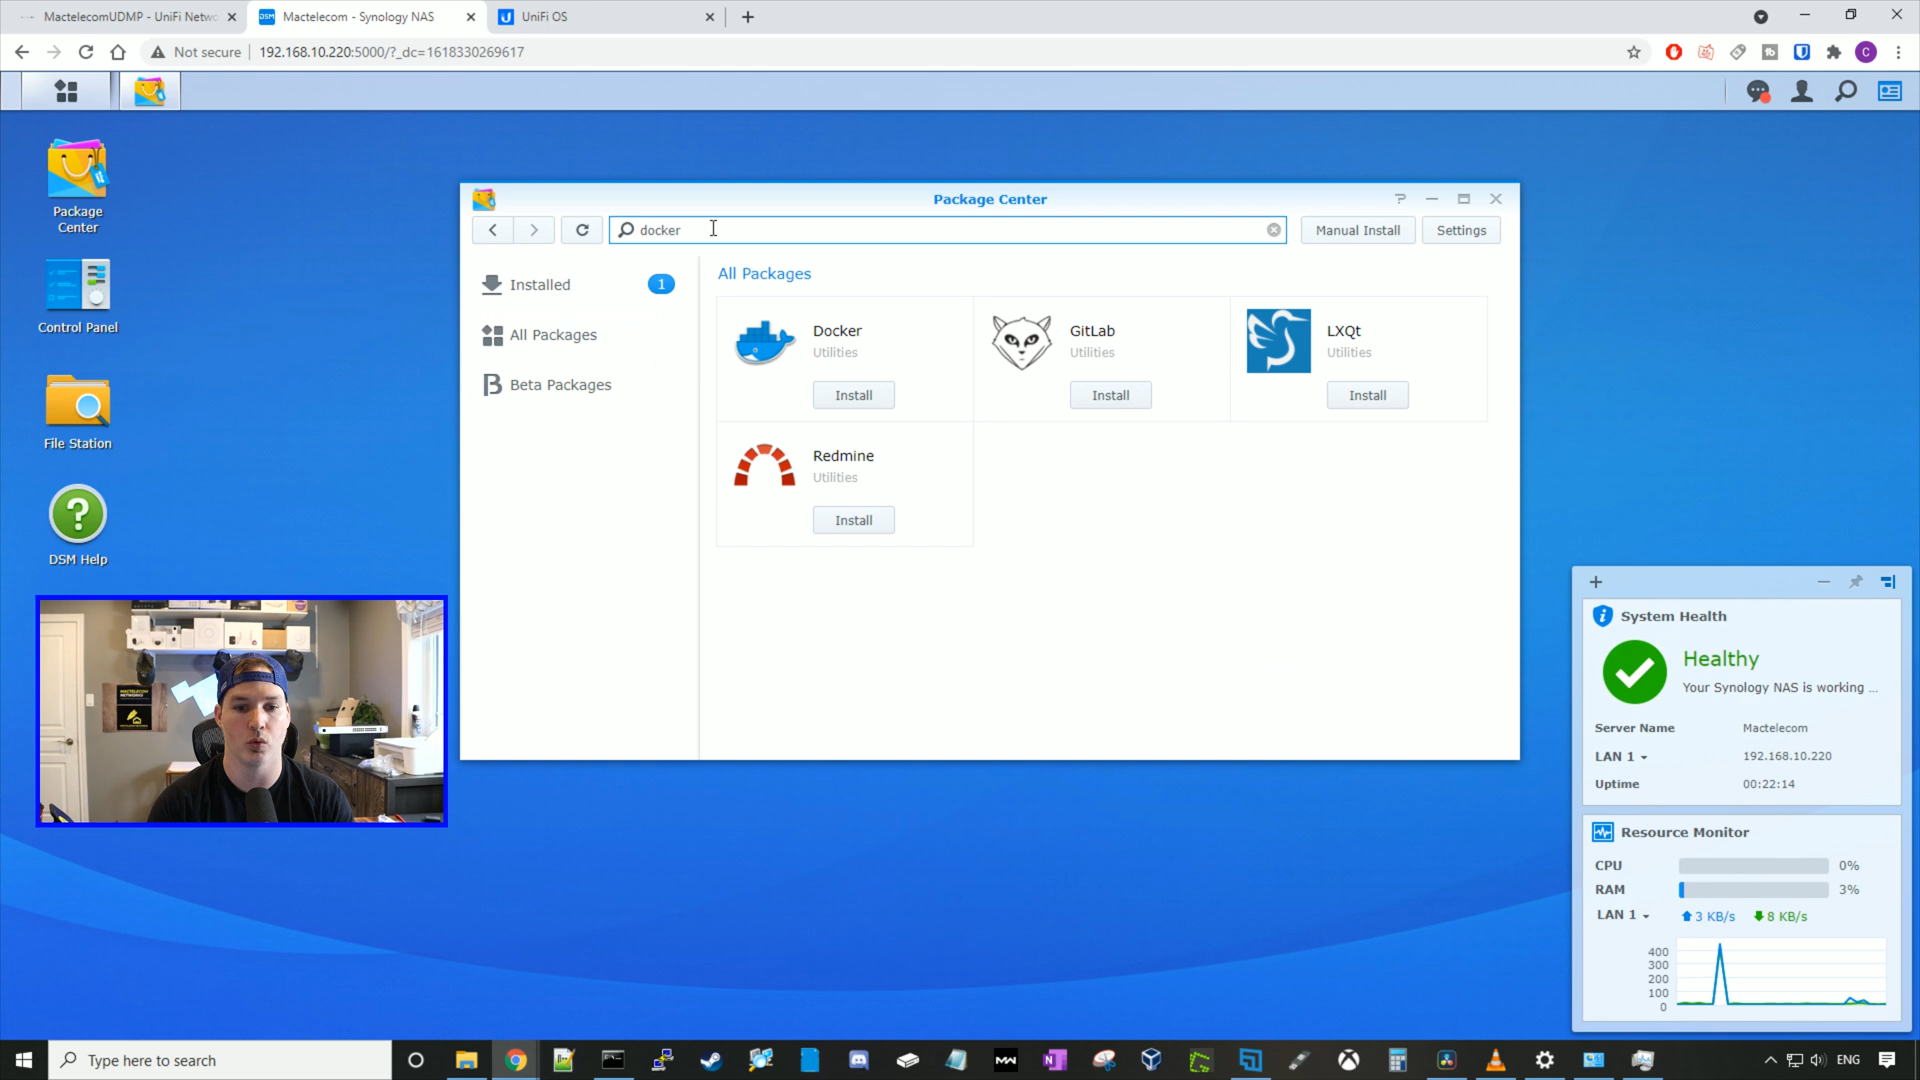 MactelecomUDMP - UniFi Netwo
DSM
Mactelecom - Synology NAS
UniFi OS
Not secure
192.168.10.220:5000/?_dc=1618330269617
C
Package Center
Control Panel
File Station
DSM Help
Package Center
docker
Manual Install
Settings
Installed
1
All Packages
Beta Packages
All Packages
Docker
Utilities
Install
GitLab
Utilities
Install
LXQt
Utilities
Install
Redmine
Utilities
Install
System Health
Healthy
Your Synology NAS is working ...
Server Name
Mactelecom
LAN 1
192.168.10.220
Uptime
00:22:14
Resource Monitor
CPU
0%
RAM
3%
LAN 1
3 KB/s
8 KB/s
400
300
200
100
0
Type here to search
ENG